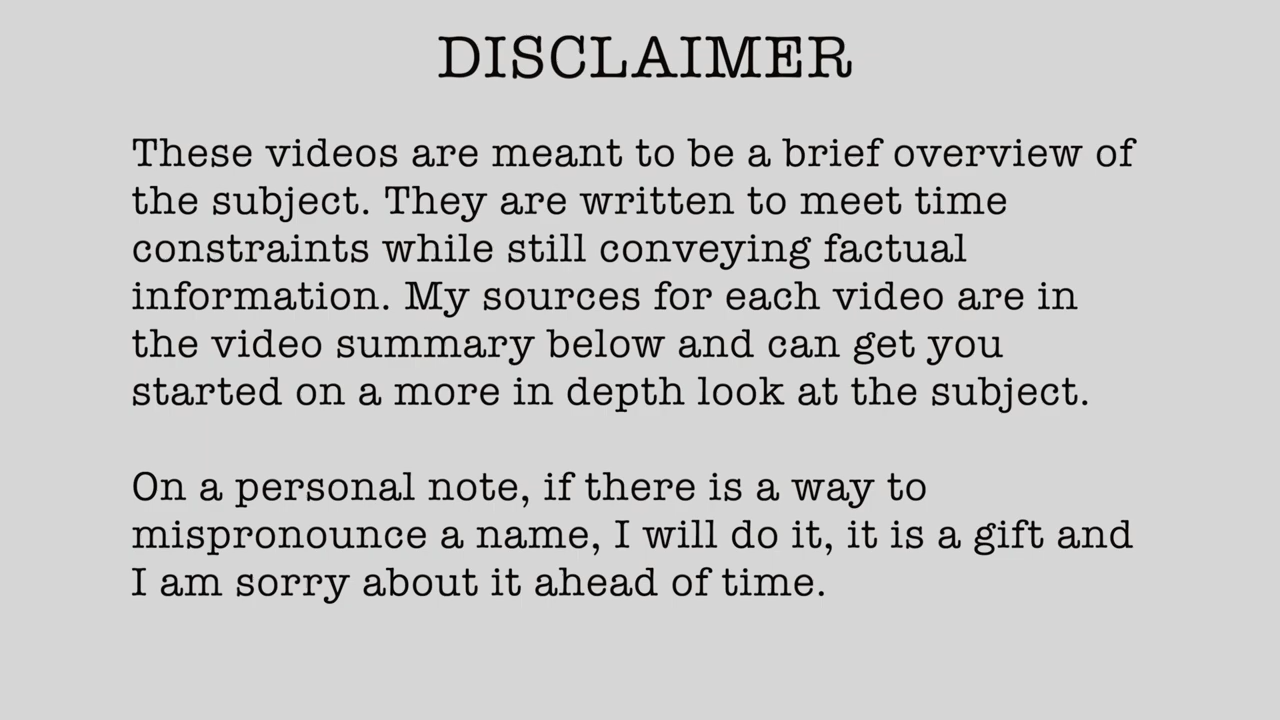 DISCLAIMER
These videos are meant to be a brief overview of
the subject. They are written to meet time
constraints while still conveying factual
information. My sources for each video are in
the video summary below and can get you
started on a more in depth look at the subject.
On a personal note, if there is a way to
mispronounce a name, I will do it, it is a gift and
I am sorry about it ahead of time.